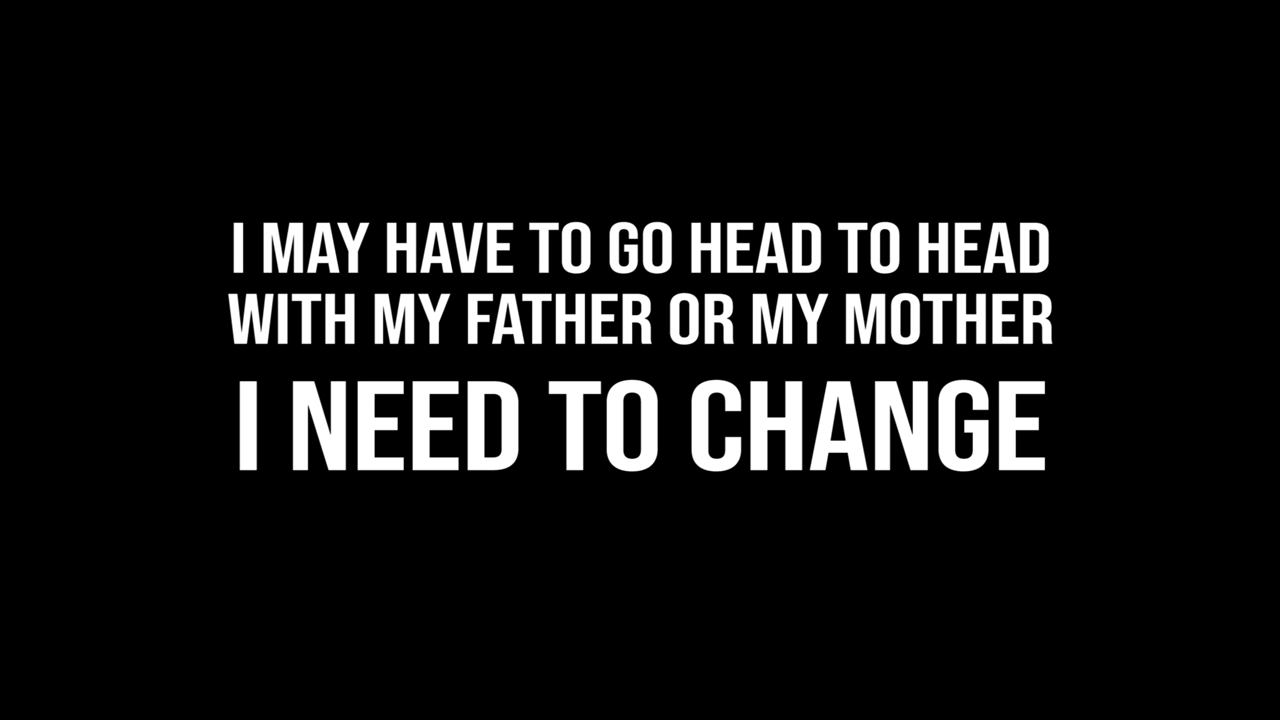 I MAY HAVE TO GO HEAD TO HEAD
WITH MY FATHER OR MY MOTHER
I NEED TO CHANGE